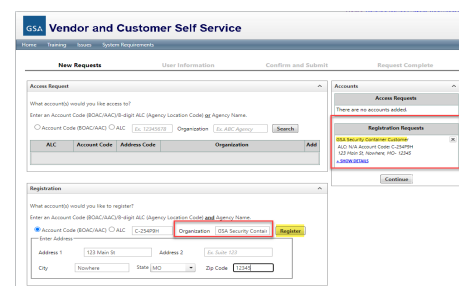 GSA Vendor and Customer Self Service
Home Training Issues System Requirements
New Requests User Information Confirm and Submit Request Complete
Access Request
What account(s) would you like access to?
Enter an Account Code (BOAC/AAC)/8-digit ALC (Agency Location Code) or Agency Name.
Account Code (BOAC/AAC) ALC Ex. 12345678 Organization Ex. ABC Agency Search
ALC Account Code Address Code Organization Add
Registration
What account(s) would you like to register?
Enter an Account Code (BOAC/AAC)/8-digit ALC (Agency Location Code) and Agency Name.
Account Code (BOAC/AAC) ALC C-254P9H Organization GSA Security Contain Register
Enter Address
Address 1 123 Main St Address 2 Ex. Suite 123
City Nowhere State MO Zip Code 12345
Accounts
Access Requests
There are no accounts added.
Registration Requests
GSA Security Container Customer X
ALC: N/A Account Code: C-254P9H
123 Main St, Nowhere, MO- 12345
+ SHOW DETAILS
Continue